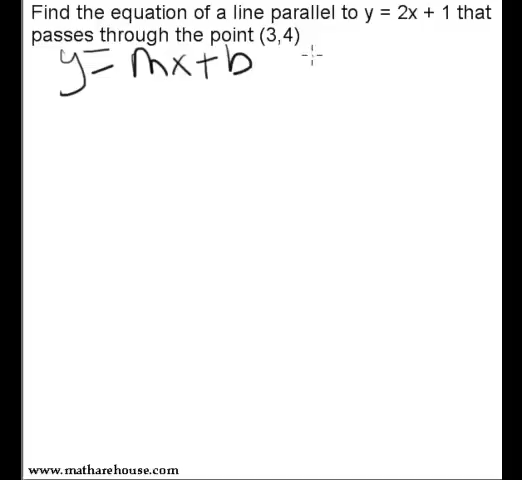 Find the equation of a line parallel to y = 2x + 1 that
passes through the point (3,4)
y = mx + b
www.matharehouse.com